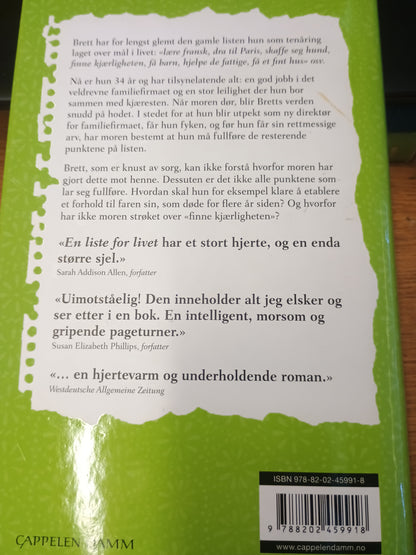 Brett har for lengst glemt den gamle listen hun som tenåring
laget over mål i livet: «lære fransk, dra til Paris, skaffe seg hund,
finne kjærligheten, få barn, hjelpe de fattige, få et fint hus» osv.
Nå er hun 34 år og har tilsynelatende alt: en god jobb i det
veldrevne familiefirmaet og en stor leilighet der hun bor
sammen med kjæresten. Når moren dør, blir Bretts verden
snudd på hodet. I stedet for at hun blir utpekt som ny direktør
for familiefirmaet, får hun fyken, og før hun får sin rettmessige
arv, har moren bestemt at hun må fullføre de resterende
punktene på listen.
Brett, som er knust av sorg, kan ikke forstå hvorfor moren har
gjort dette mot henne. Dessuten er det ikke alle punktene som
lar seg fullføre. Hvordan skal hun for eksempel klare å etablere
et forhold til faren sin, som døde for flere år siden? Og hvorfor
har ikke moren strøket over «finne kjærligheten»?
«En liste for livet har et stort hjerte, og en enda
større sjel.»
Sarah Addison Allen, forfatter
«Uimotståelig! Den inneholder alt jeg elsker og
ser etter i en bok. En intelligent, morsom og
gripende pageturner.»
Susan Elizabeth Phillips, forfatter
«... en hjertevarm og underholdende roman.»
Westdeutsche Allgemeine Zeitung
ISBN 978-82-02-45991-8
9 788202 459918
CAPPELEN DAMM
www.cappelendamm.no